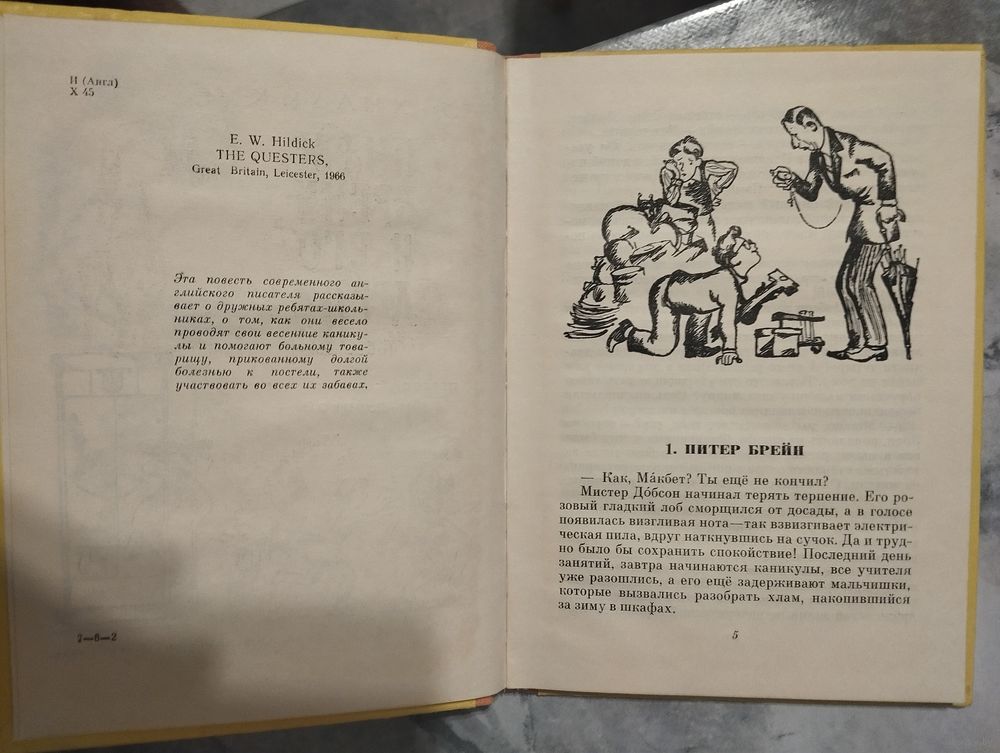 И (Англ)
Х 45
E. W. Hildick
THE QUESTERS,
Great Britain, Leicester, 1966
Эта повесть современного ан-
глийского писателя рассказы-
вает о дружных ребятах-школь-
никах, о том, как они весело
проводят свои весенние канику-
лы и помогают больному това-
рищу, прикованному долгой
болезнью к постели, также
участвовать во всех их забавах.
7—6—2
1. ПИТЕР БРЕЙН
— Как, Ма́кбет? Ты ещё не кончил?
Мистер До́бсон начинал терять терпение. Его ро-
зовый гладкий лоб сморщился от досады, а в голосе
появилась визгливая нота—так взвизгивает электри-
ческая пила, вдруг наткнувшись на сучок. Да и труд-
но было бы сохранить спокойствие! Последний день
занятий, завтра начинаются каникулы, все учителя
уже разошлись, а его ещё задерживают мальчишки,
которые вызвались разобрать хлам, накопившийся
за зиму в шкафах.
5